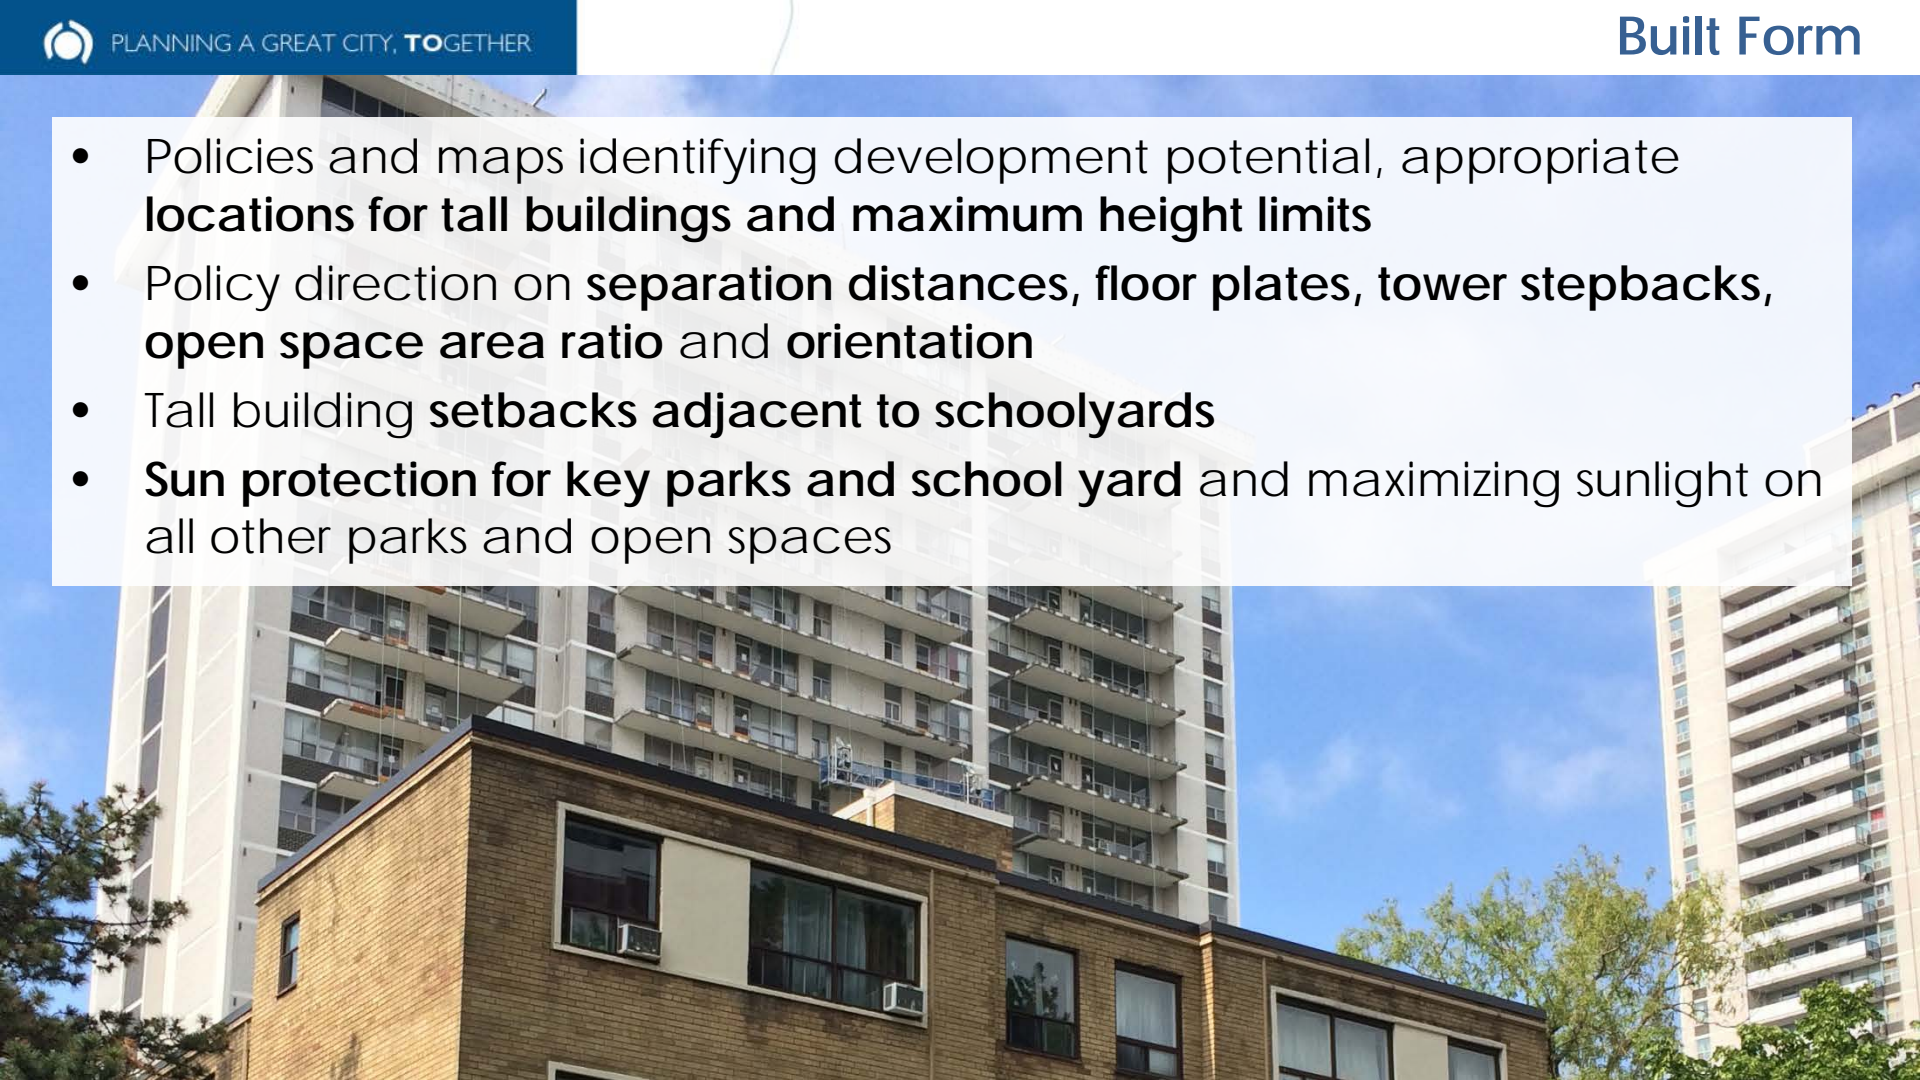 PLANNING A GREAT CITY, TOGETHER
Built Form
• Policies and maps identifying development potential, appropriate
locations for tall buildings and maximum height limits
• Policy direction on separation distances, floor plates, tower stepbacks,
open space area ratio and orientation
• Tall building setbacks adjacent to schoolyards
• Sun protection for key parks and school yard and maximizing sunlight on
all other parks and open spaces